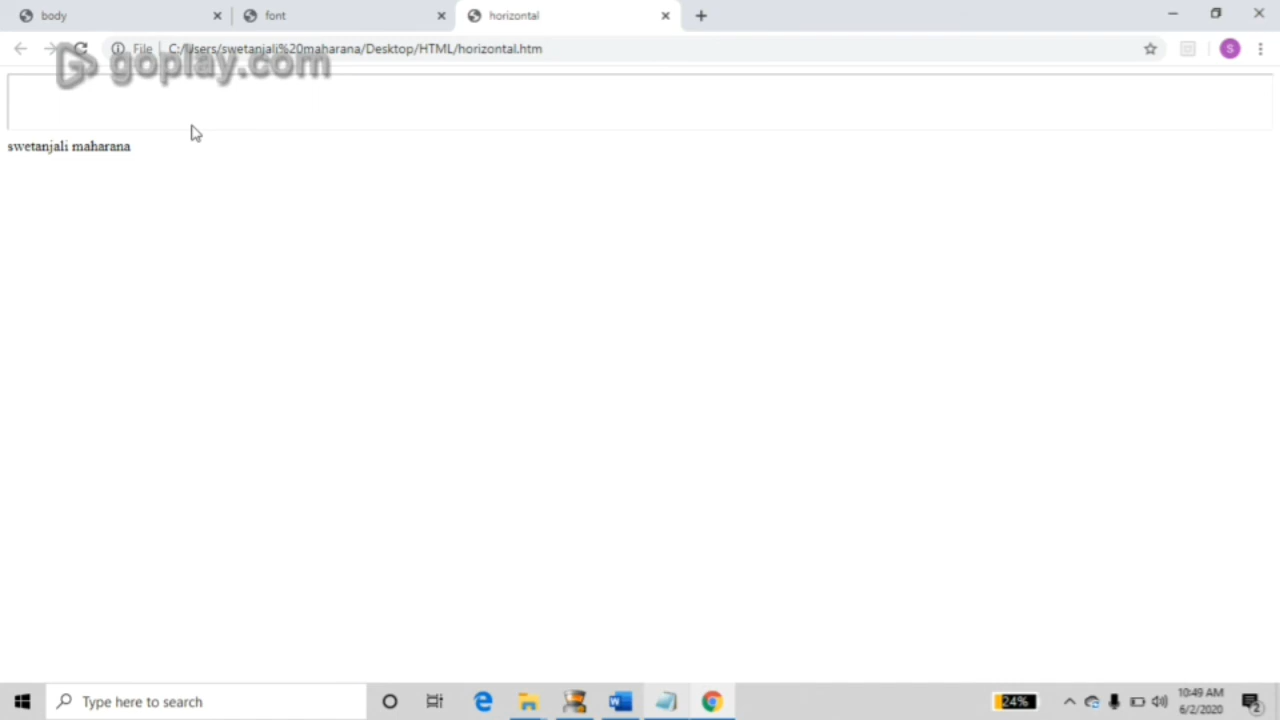 body
font
horizontal
File
C:/Users/swetanjali%20maharana/Desktop/HTML/horizontal.htm
S
goplay.com
swetanjali maharana
Type here to search
24%
10:49 AM
6/2/2020
2